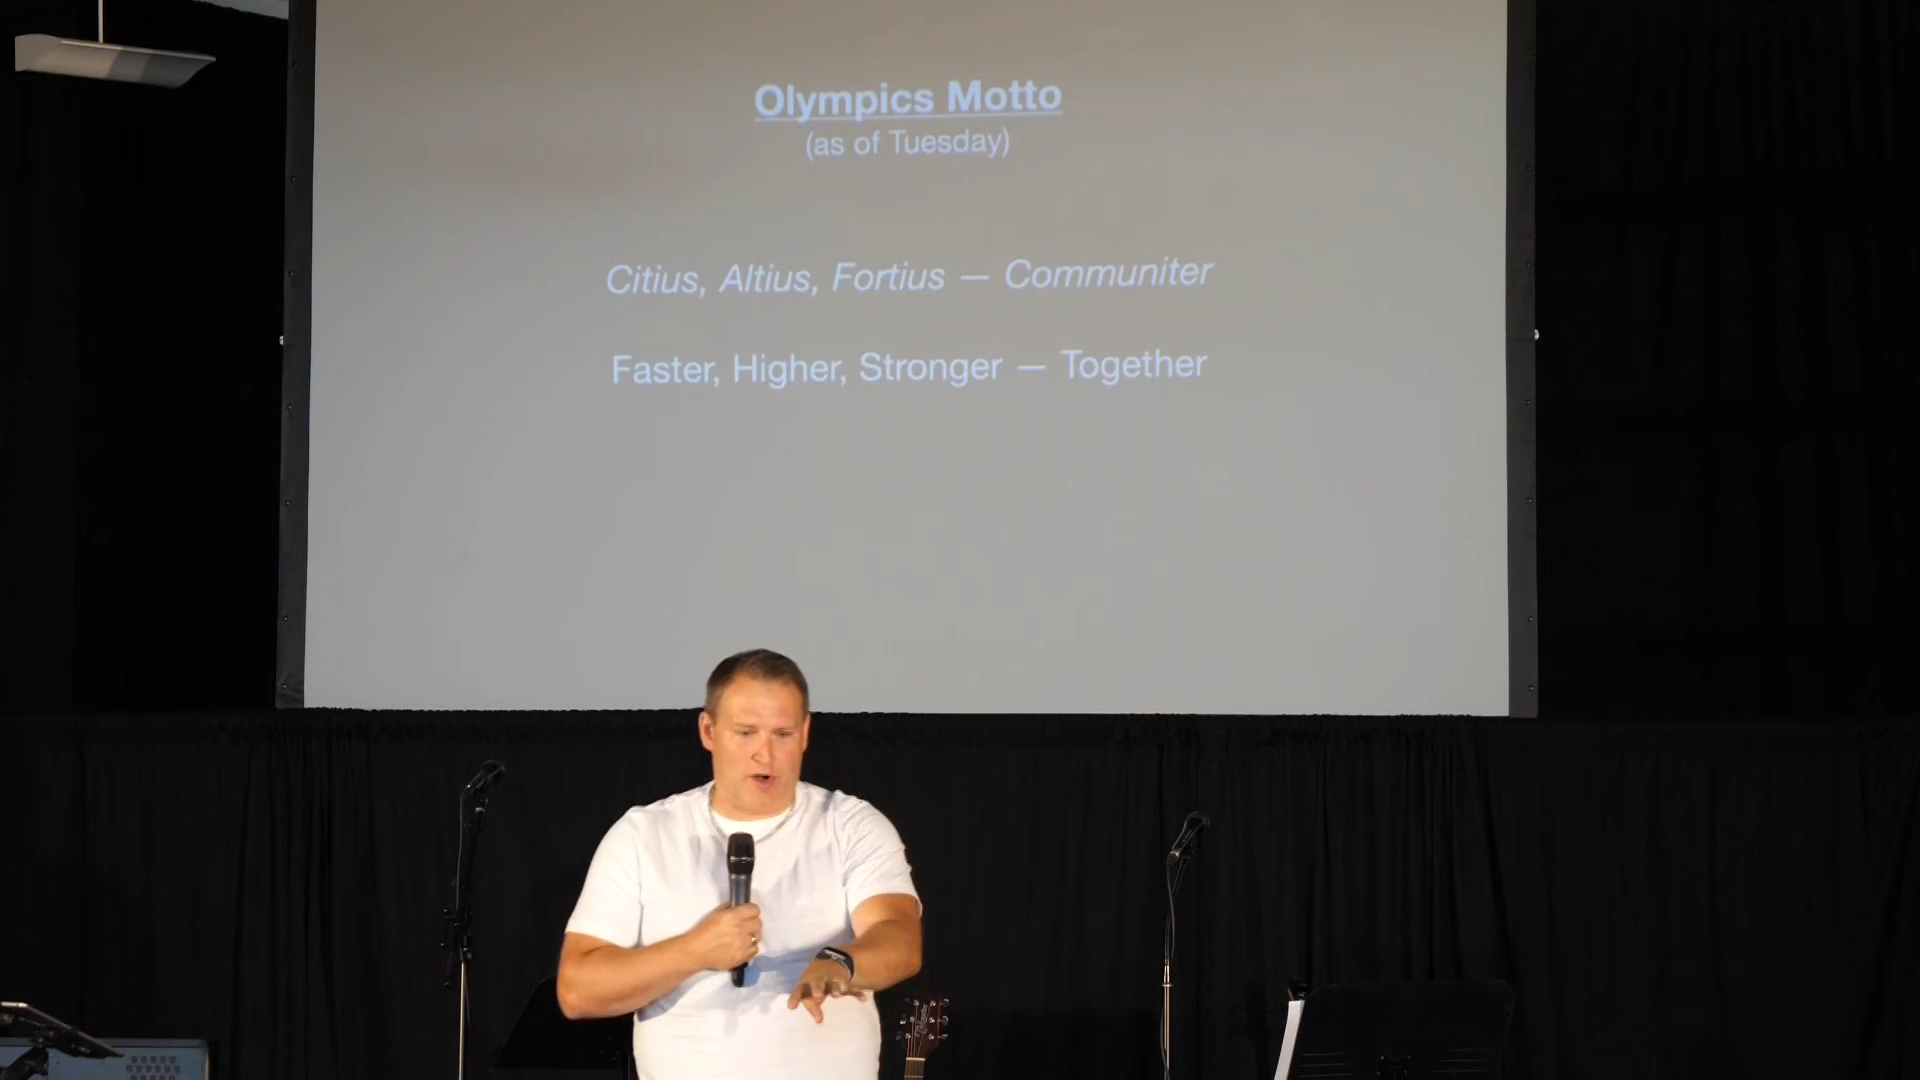 Olympics Motto
(as of Tuesday)
Citius, Altius, Fortius — Communiter
Faster, Higher, Stronger — Together